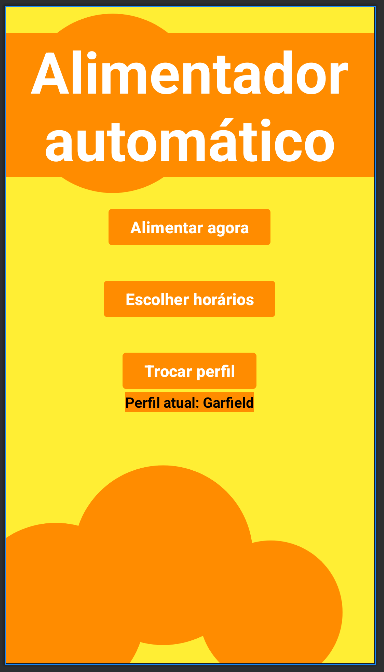 Alimentador
automático
Alimentar agora
Escolher horários
Trocar perfil
Perfil atual: Garfield